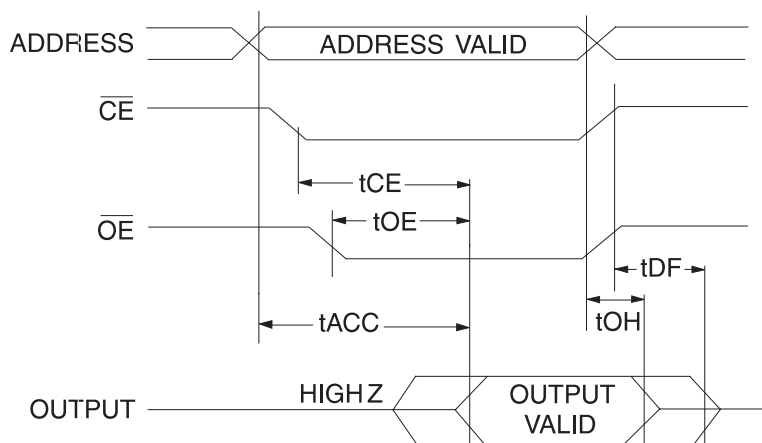 ADDRESS
ADDRESS VALID
CE
tCE
OE
tOE
tDF
tACC
tOH
OUTPUT
HIGH Z
OUTPUT
VALID